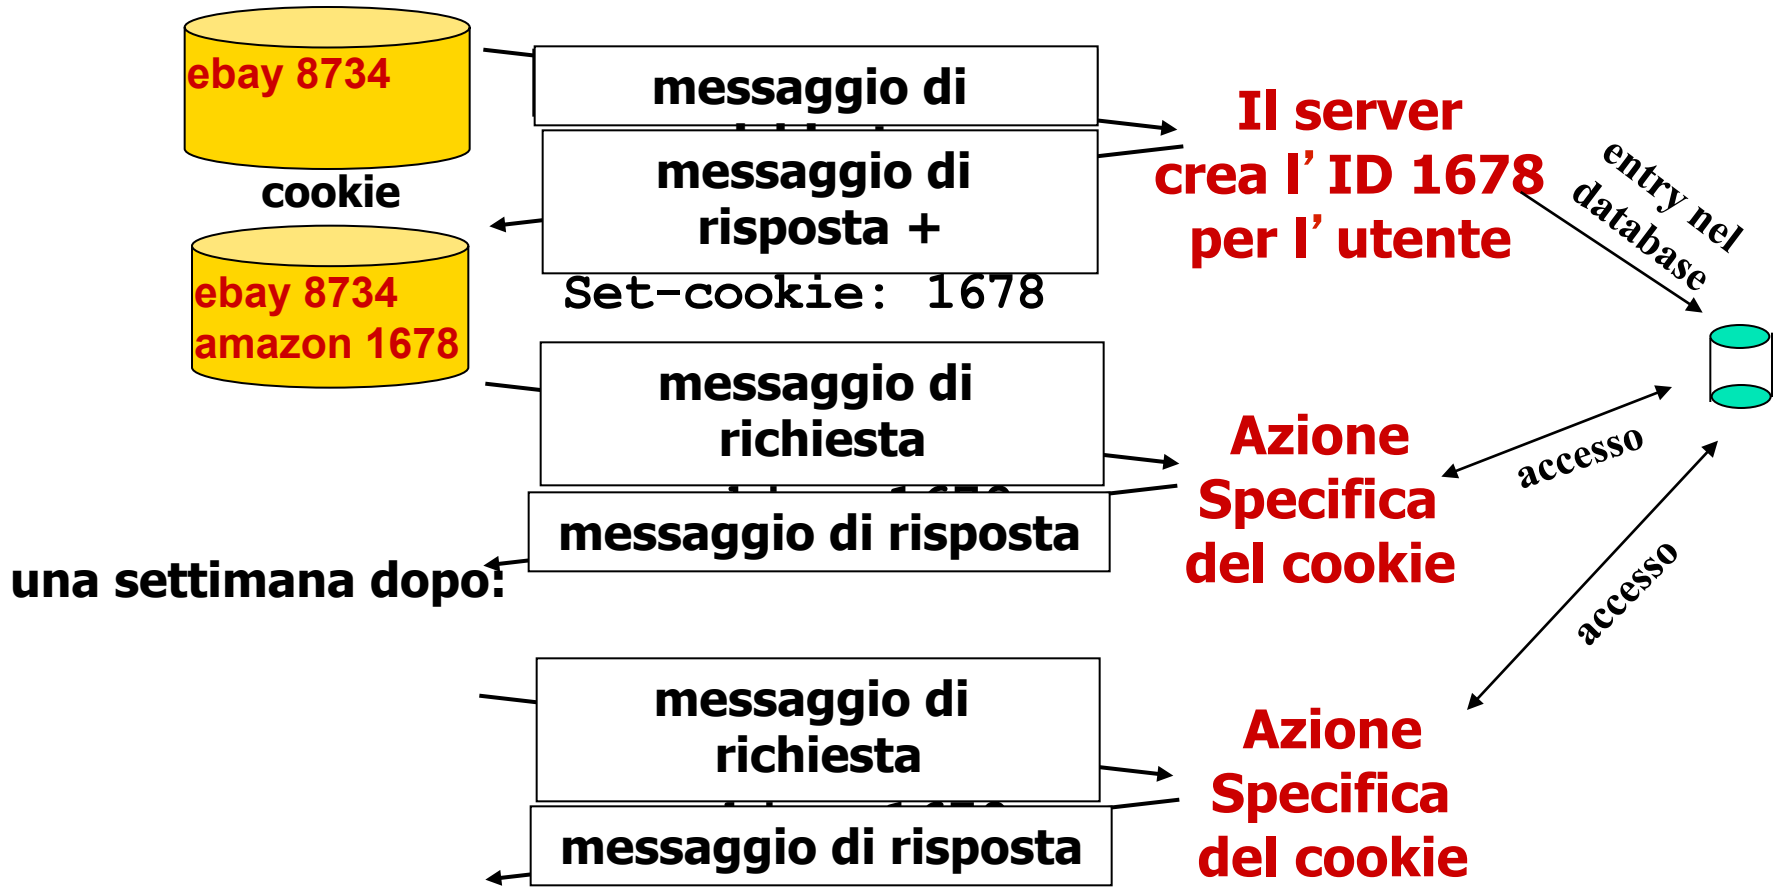 ebay 8734
cookie
ebay 8734
amazon 1678
messaggio di
messaggio di
risposta +
Set-cookie: 1678
Il server
crea l’ID 1678
per l’utente
entry nel
database
messaggio di
richiesta
messaggio di risposta
Azione
Specifica
del cookie
accesso
una settimana dopo:
accesso
messaggio di
richiesta
messaggio di risposta
Azione
Specifica
del cookie